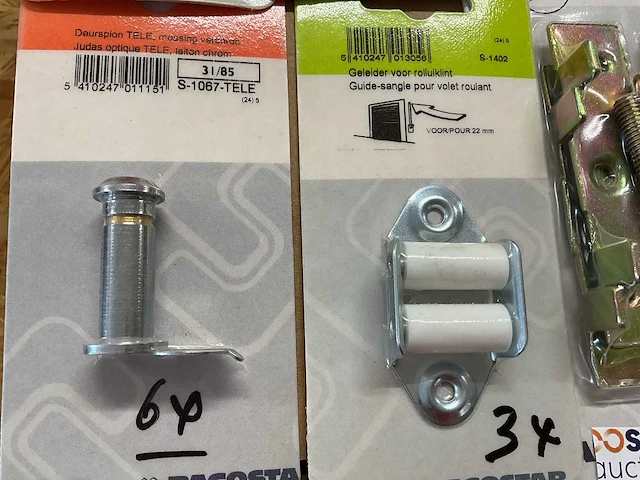 Deurspion TELE, messing verchr.
Judas optique TELE, laiton chrom.
31/85
5 410247 011151
S-1067-TELE
(24) 5
6x
PACOSTAR
(24) 5
5 410247 013056
S-1402
Geleider voor rolluiklint
Guide-sangle pour volet roulant
VOOR/POUR 22 mm
3x
PACOSTAR